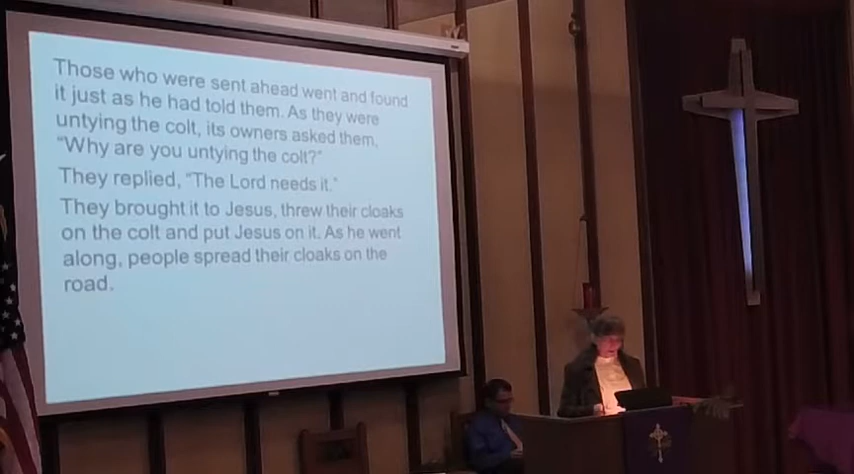 Those who were sent ahead went and found
it just as he had told them. As they were
untying the colt, its owners asked them,
“Why are you untying the colt?”
They replied, “The Lord needs it.”
They brought it to Jesus, threw their cloaks
on the colt and put Jesus on it. As he went
along, people spread their cloaks on the
road.